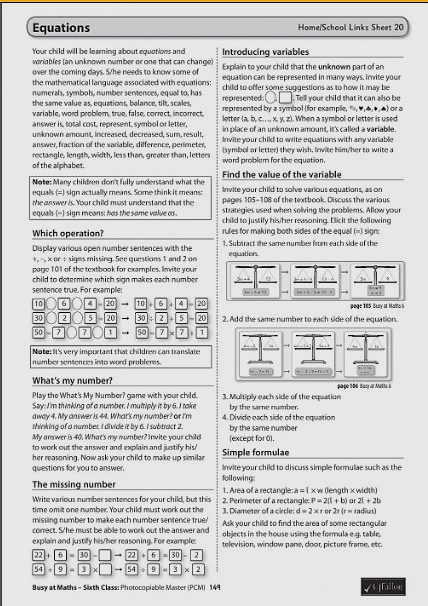 Equations
Home/School Links Sheet 20
Your child will be learning about equations and
variables (an unknown number or one that can change)
over the coming days. S/he needs to know some of
the mathematical language associated with equations:
numerals, symbols, number sentences, equal to, has
the same value as, equations, balance, tilt, scales,
variable, word problem, true, false, correct, incorrect,
answer is, total cost, represent, symbol or letter,
unknown amount, increased, decreased, sum, result,
answer, fraction of the variable, difference, perimeter,
rectangle, length, width, less than, greater than, letters
of the alphabet.
Note: Many children don't fully understand what the
equals (=) sign actually means. Some think it means:
the answer is. Your child must understand that the
equals (=) sign means: has the same value as.
Which operation?
Display various open number sentences with the
+, –, × or ÷ signs missing. See questions 1 and 2 on
page 101 of the textbook for examples. Invite your
child to determine which sign makes each number
sentence true. For example:
10 6 4 = 20 → 10 + 6 + 4 = 20
30 2 5 = 20 → 30 ÷ 2 + 5 = 20
50 = 7 7 1 → 50 = 7 × 7 + 1
Note: It's very important that children can translate
number sentences into word problems.
What's my number?
Play the What's My Number? game with your child.
Say: I'm thinking of a number. I multiply it by 6. I take
away 4. My answer is 44. What's my number? or I'm
thinking of a number. I divide it by 6. I subtract 2.
My answer is 40. What's my number? Invite your child
to work out the answer and explain and justify his/
her reasoning. Now ask your child to make up similar
questions for you to answer.
The missing number
Write various number sentences for your child, but this
time omit one number. Your child must work out the
missing number to make each number sentence true/
correct. S/he must be able to work out the answer and
explain and justify his/her reasoning. For example:
22 + 6 = 30 – → 22 + 6 = 30 – 2
54 ÷ 9 = 3 × → 54 ÷ 9 = 3 × 2
Introducing variables
Explain to your child that the unknown part of an
equation can be represented in many ways. Invite your
child to offer some suggestions as to how it may be
represented: ○, □. Tell your child that it can also be
represented by a symbol (for example, ♥, ♣, ♦, ♠) or a
letter (a, b, c..., x, y, z). When a symbol or letter is used
in place of an unknown amount, it's called a variable.
Invite your child to write equations with any variable
(symbol or letter) they wish. Invite him/her to write a
word problem for the equation.
Find the value of the variable
Invite your child to solve various equations, as on
pages 105–108 of the textbook. Discuss the various
strategies used when solving the problems. Allow your
child to justify his/her reasoning. Elicit the following
rules for making both sides of the equal (=) sign:
1. Subtract the same number from each side of the
equation.
page 105 Busy at Maths 6
2. Add the same number to each side of the equation.
page 106 Busy at Maths 6
3. Multiply each side of the equation
by the same number.
4. Divide each side of the equation
by the same number
(except for 0).
Simple formulae
Invite your child to discuss simple formulae such as the
following:
1. Area of a rectangle: a = l × w (length × width)
2. Perimeter of a rectangle: P = 2(l + b) or 2l + 2b
3. Diameter of a circle: d = 2 × r or 2r (r = radius)
Ask your child to find the area of some rectangular
objects in the house using the formula e.g. table,
television, window pane, door, picture frame, etc.
Busy at Maths – Sixth Class: Photocopiable Master (PCM) 149
CJ Fallon